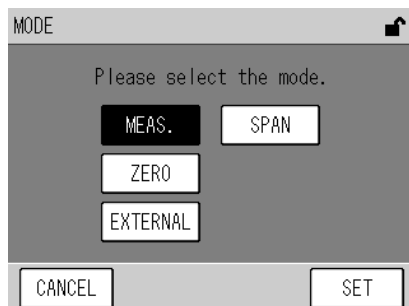 MODE
Please select the mode.
MEAS. SPAN
ZERO
EXTERNAL
CANCEL SET